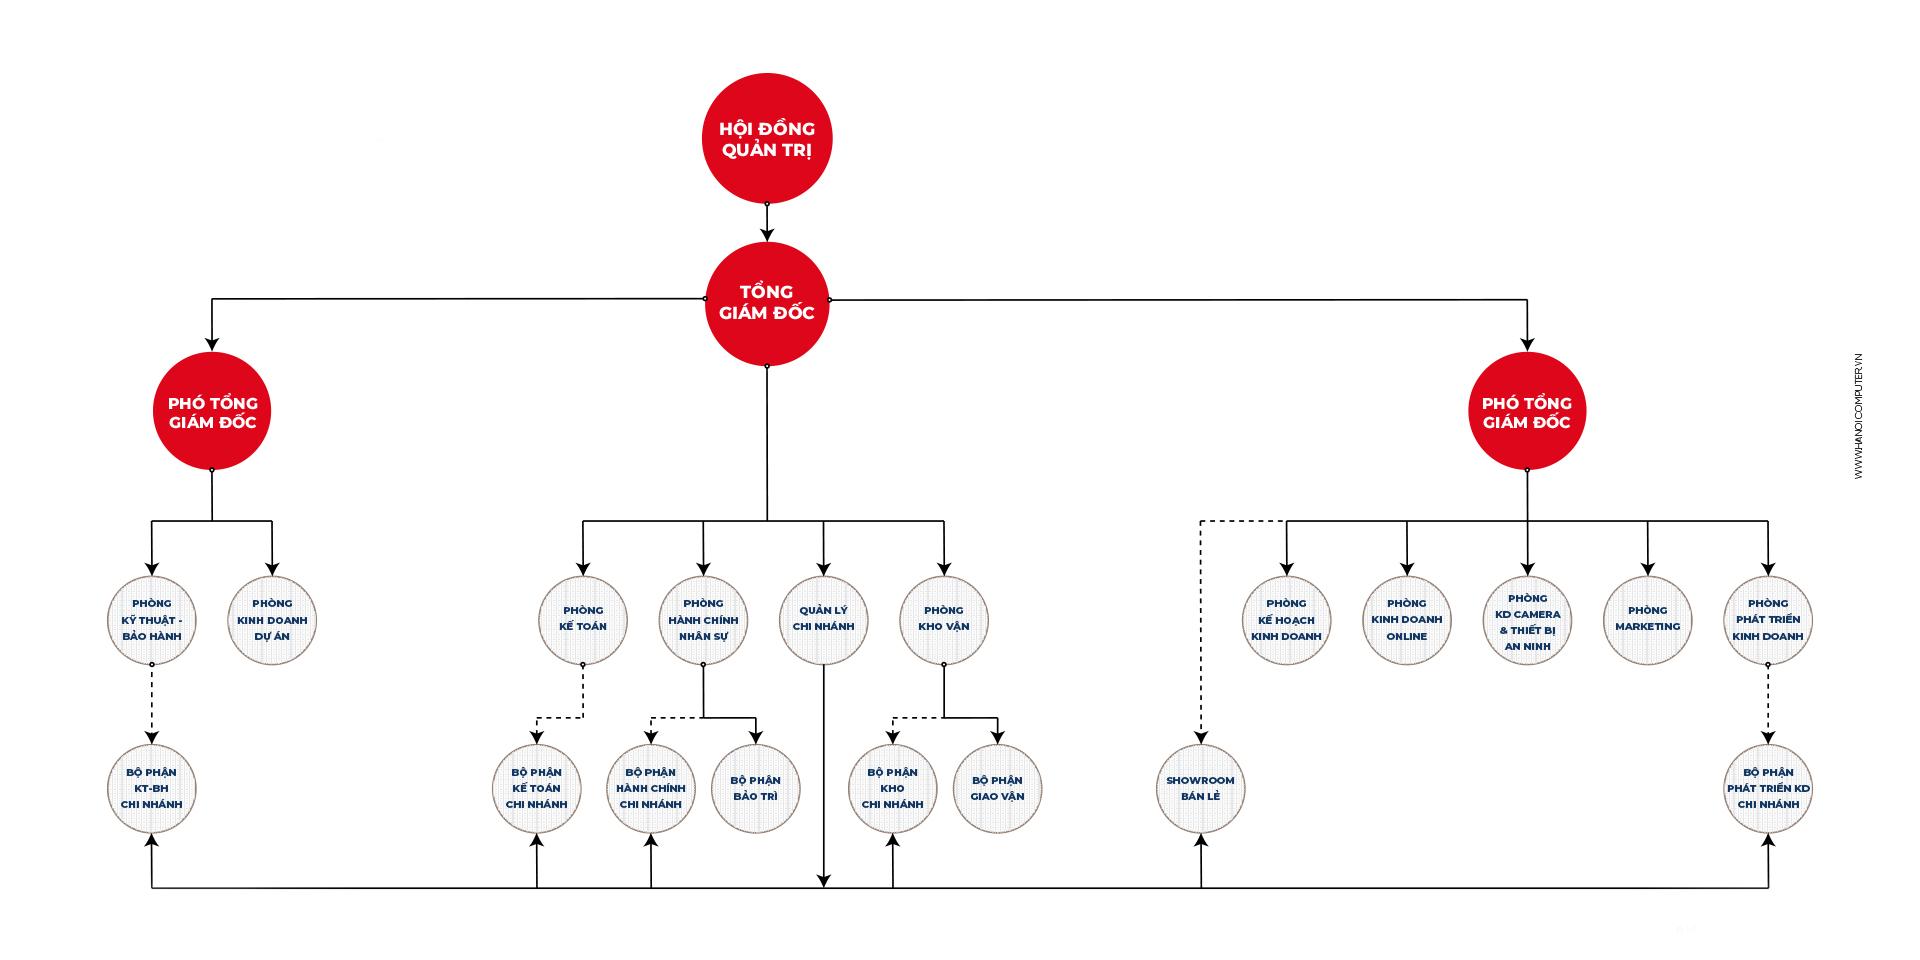 HỘI ĐỒNG
QUẢN TRỊ
TỔNG
GIÁM ĐỐC
PHÓ TỔNG
GIÁM ĐỐC
PHÓ TỔNG
GIÁM ĐỐC
WWW.HANOICOMPUTER.VN
PHÒNG
KỸ THUẬT -
BẢO HÀNH
PHÒNG
KINH DOANH
DỰ ÁN
PHÒNG
KẾ TOÁN
PHÒNG
HÀNH CHÍNH
NHÂN SỰ
QUẢN LÝ
CHI NHÁNH
PHÒNG
KHO VẬN
PHÒNG
KẾ HOẠCH
KINH DOANH
PHÒNG
KINH DOANH
ONLINE
PHÒNG
KD CAMERA
& THIẾT BỊ
AN NINH
PHÒNG
MARKETING
PHÒNG
PHÁT TRIỂN
KINH DOANH
BỘ PHẬN
KT-BH
CHI NHÁNH
BỘ PHẬN
KẾ TOÁN
CHI NHÁNH
BỘ PHẬN
HÀNH CHÍNH
CHI NHÁNH
BỘ PHẬN
BẢO TRÌ
BỘ PHẬN
KHO
CHI NHÁNH
BỘ PHẬN
GIAO VẬN
SHOWROOM
BÁN LẺ
BỘ PHẬN
PHÁT TRIỂN KD
CHI NHÁNH